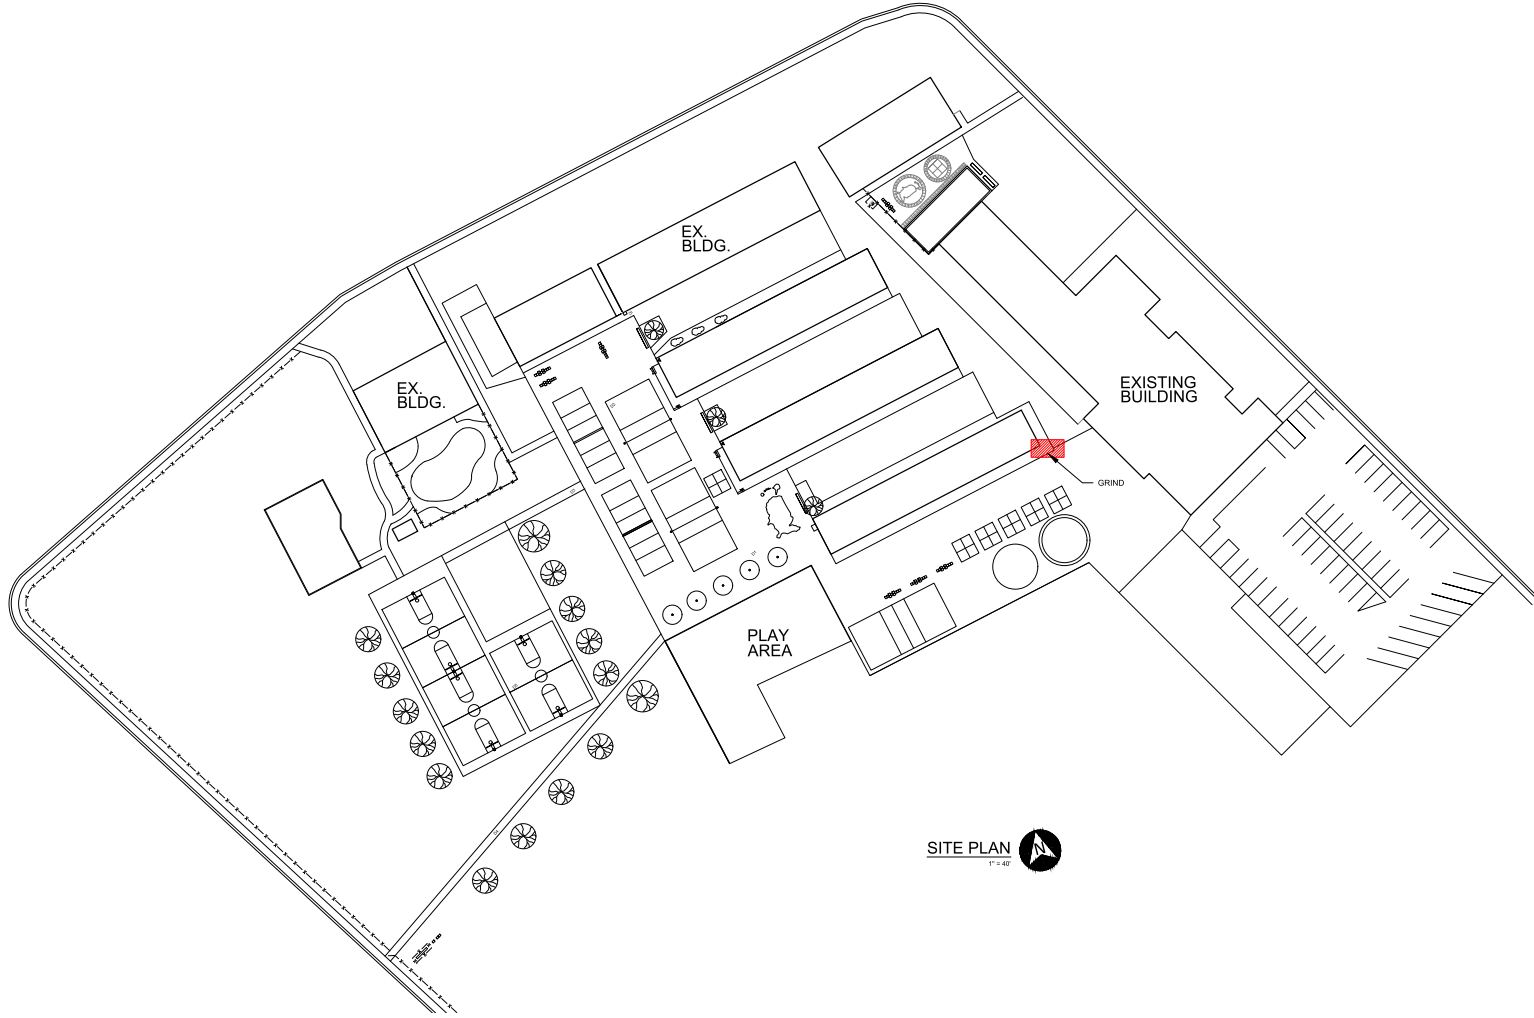 EX.
BLDG.
EX.
BLDG.
EXISTING
BUILDING
GRIND
PLAY
AREA
SITE PLAN
1" = 40'
N